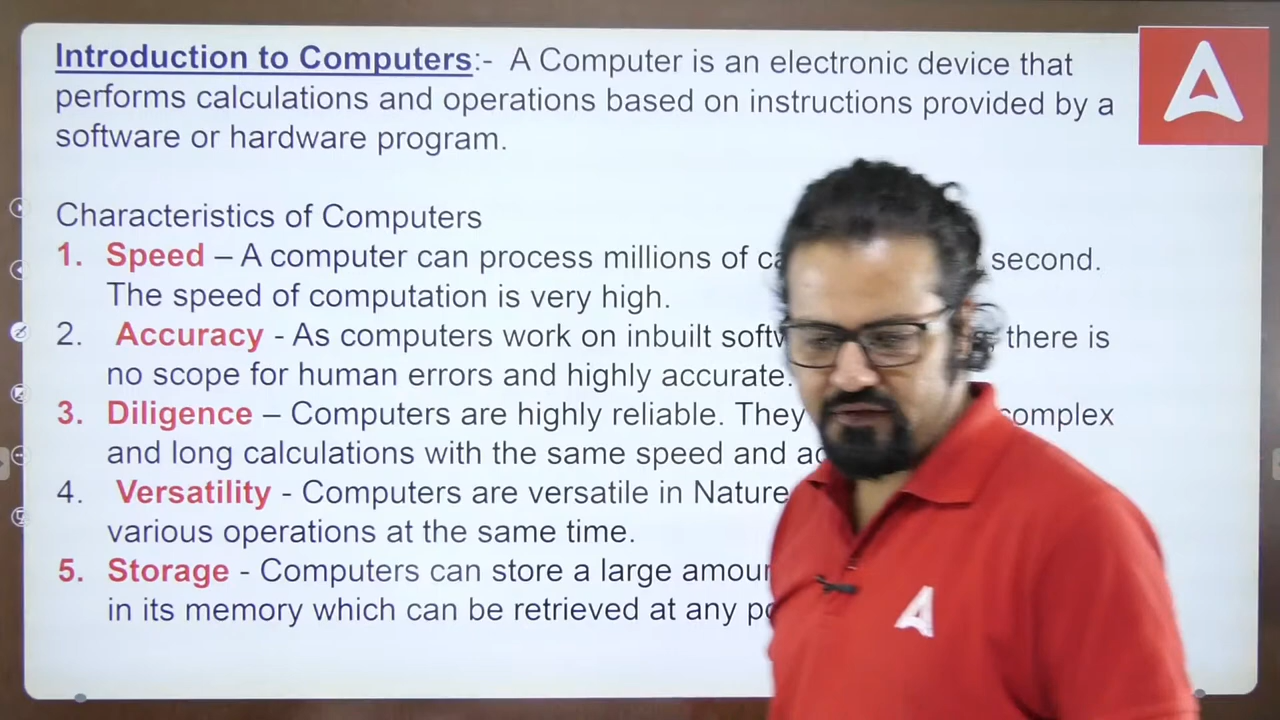 Introduction to Computers:- A Computer is an electronic device that
performs calculations and operations based on instructions provided by a
software or hardware program.
Characteristics of Computers
1. Speed – A computer can process millions of second.
The speed of computation is very high.
2. Accuracy - As computers work on inbuilt there is
no scope for human errors and highly accurate.
3. Diligence – Computers are highly reliable. They complex
and long calculations with the same speed and
4. Versatility - Computers are versatile in Nature
various operations at the same time.
5. Storage - Computers can store a large
in its memory which can be retrieved at any